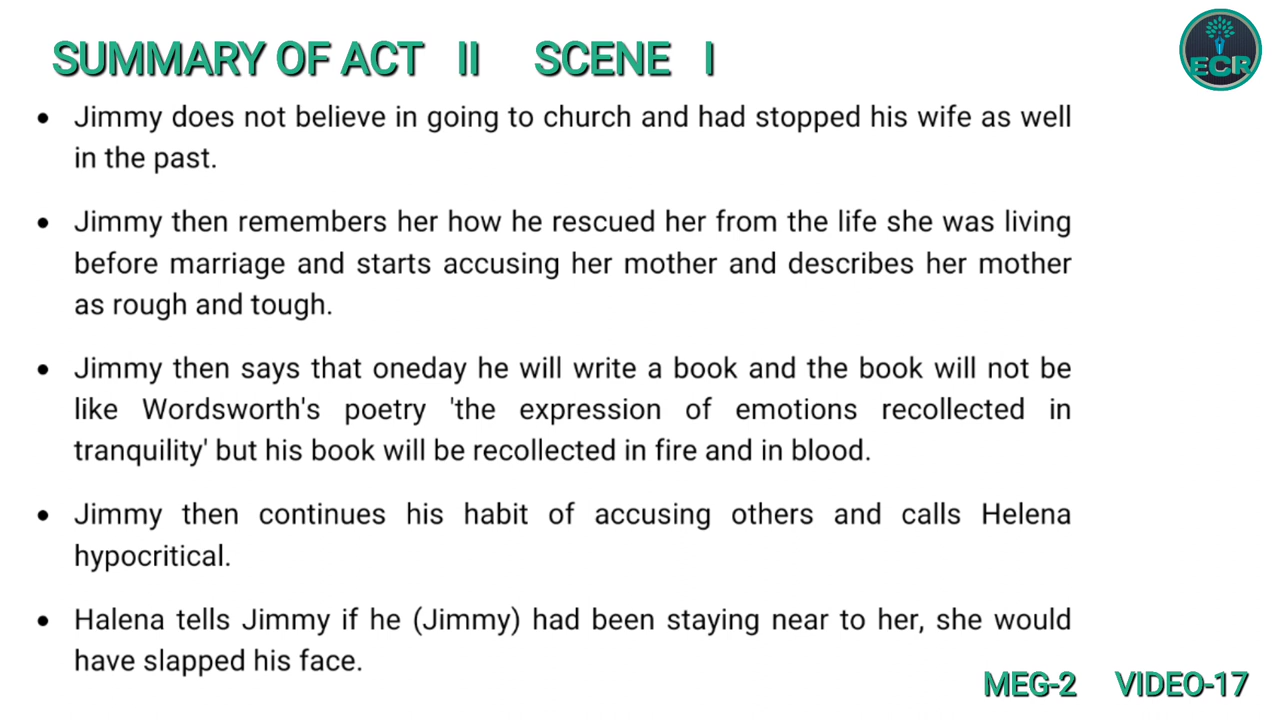 SUMMARY OF ACT II SCENE I
ECR
• Jimmy does not believe in going to church and had stopped his wife as well
in the past.
• Jimmy then remembers her how he rescued her from the life she was living
before marriage and starts accusing her mother and describes her mother
as rough and tough.
• Jimmy then says that oneday he will write a book and the book will not be
like Wordsworth's poetry 'the expression of emotions recollected in
tranquility' but his book will be recollected in fire and in blood.
• Jimmy then continues his habit of accusing others and calls Helena
hypocritical.
• Halena tells Jimmy if he (Jimmy) had been staying near to her, she would
have slapped his face.
MEG-2 VIDEO-17